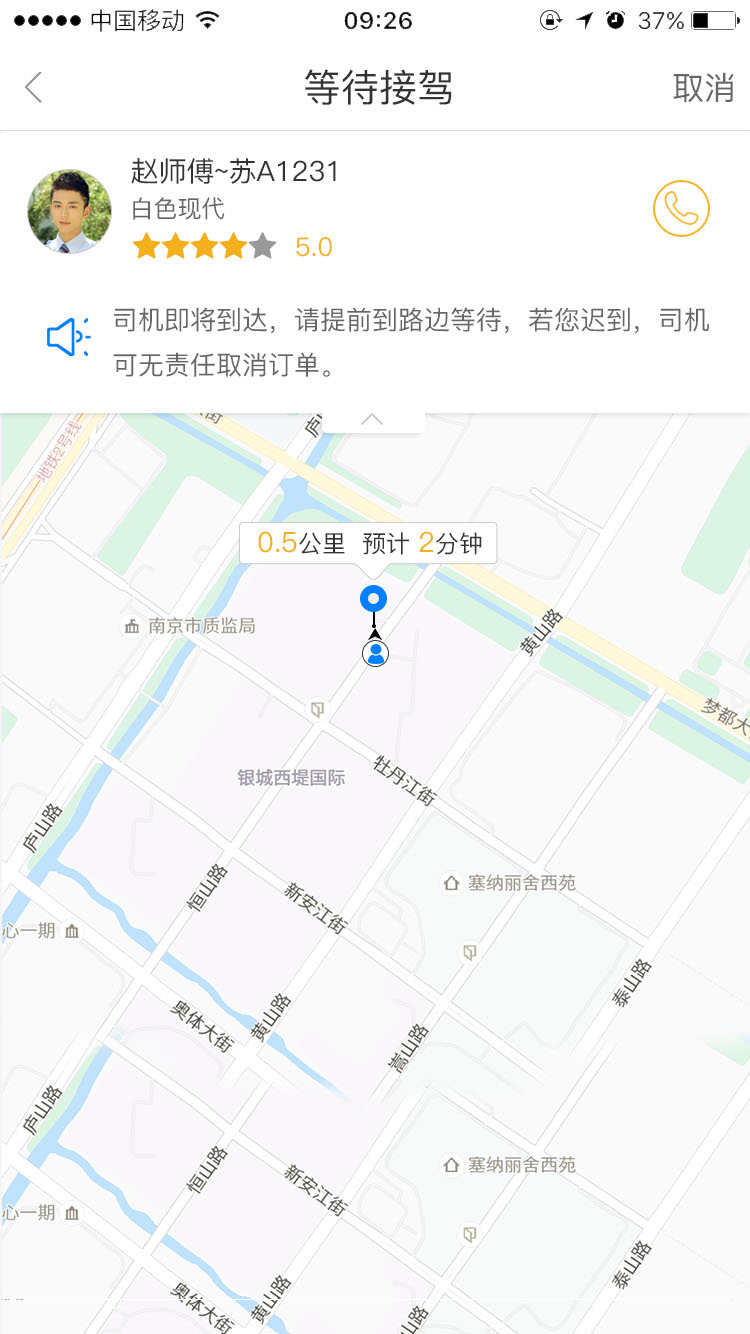 中国移动
09:26
37%
等待接驾
取消
赵师傅~苏A1231
白色现代
5.0
司机即将到达，请提前到路边等待，若您迟到，司机
可无责任取消订单。
街
庐
地铁2号线
0.5公里 预计 2分钟
南京市质监局
黄山路
梦都大
银城西堤国际
牡丹江街
庐山路
恒山路
新安江街
塞纳丽舍西苑
心一期
泰山路
奥体大街
黄山路
嵩山路
庐山路
恒山路
新安江街
塞纳丽舍西苑
心一期
泰山路
奥体大街
黄山路
山路